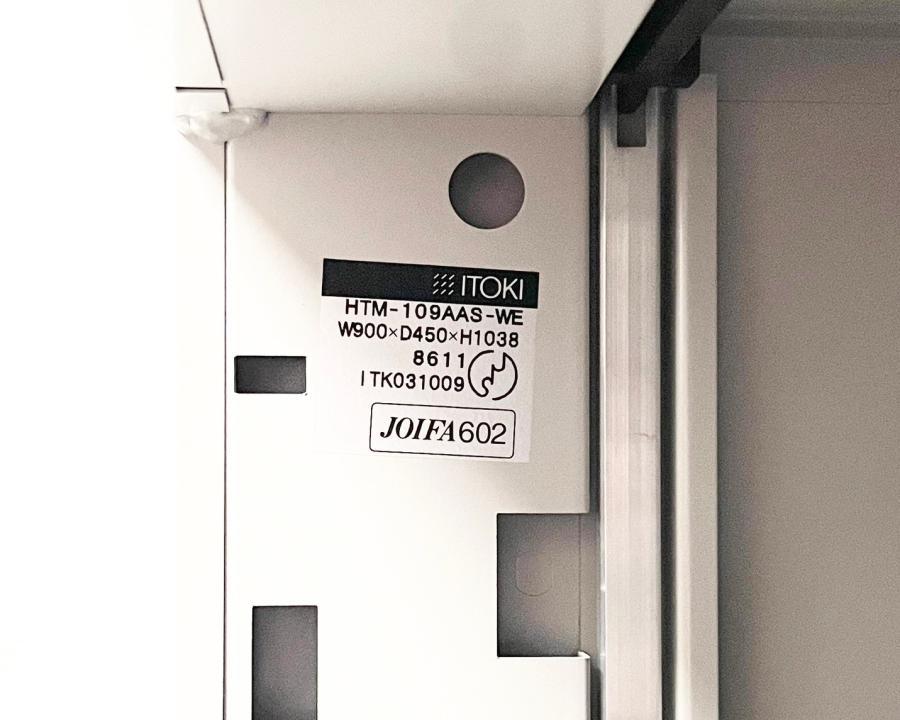 ITOKI
HTM-109AAS-WE
W900×D450×H1038
8611
ITK031009
JOIFA602